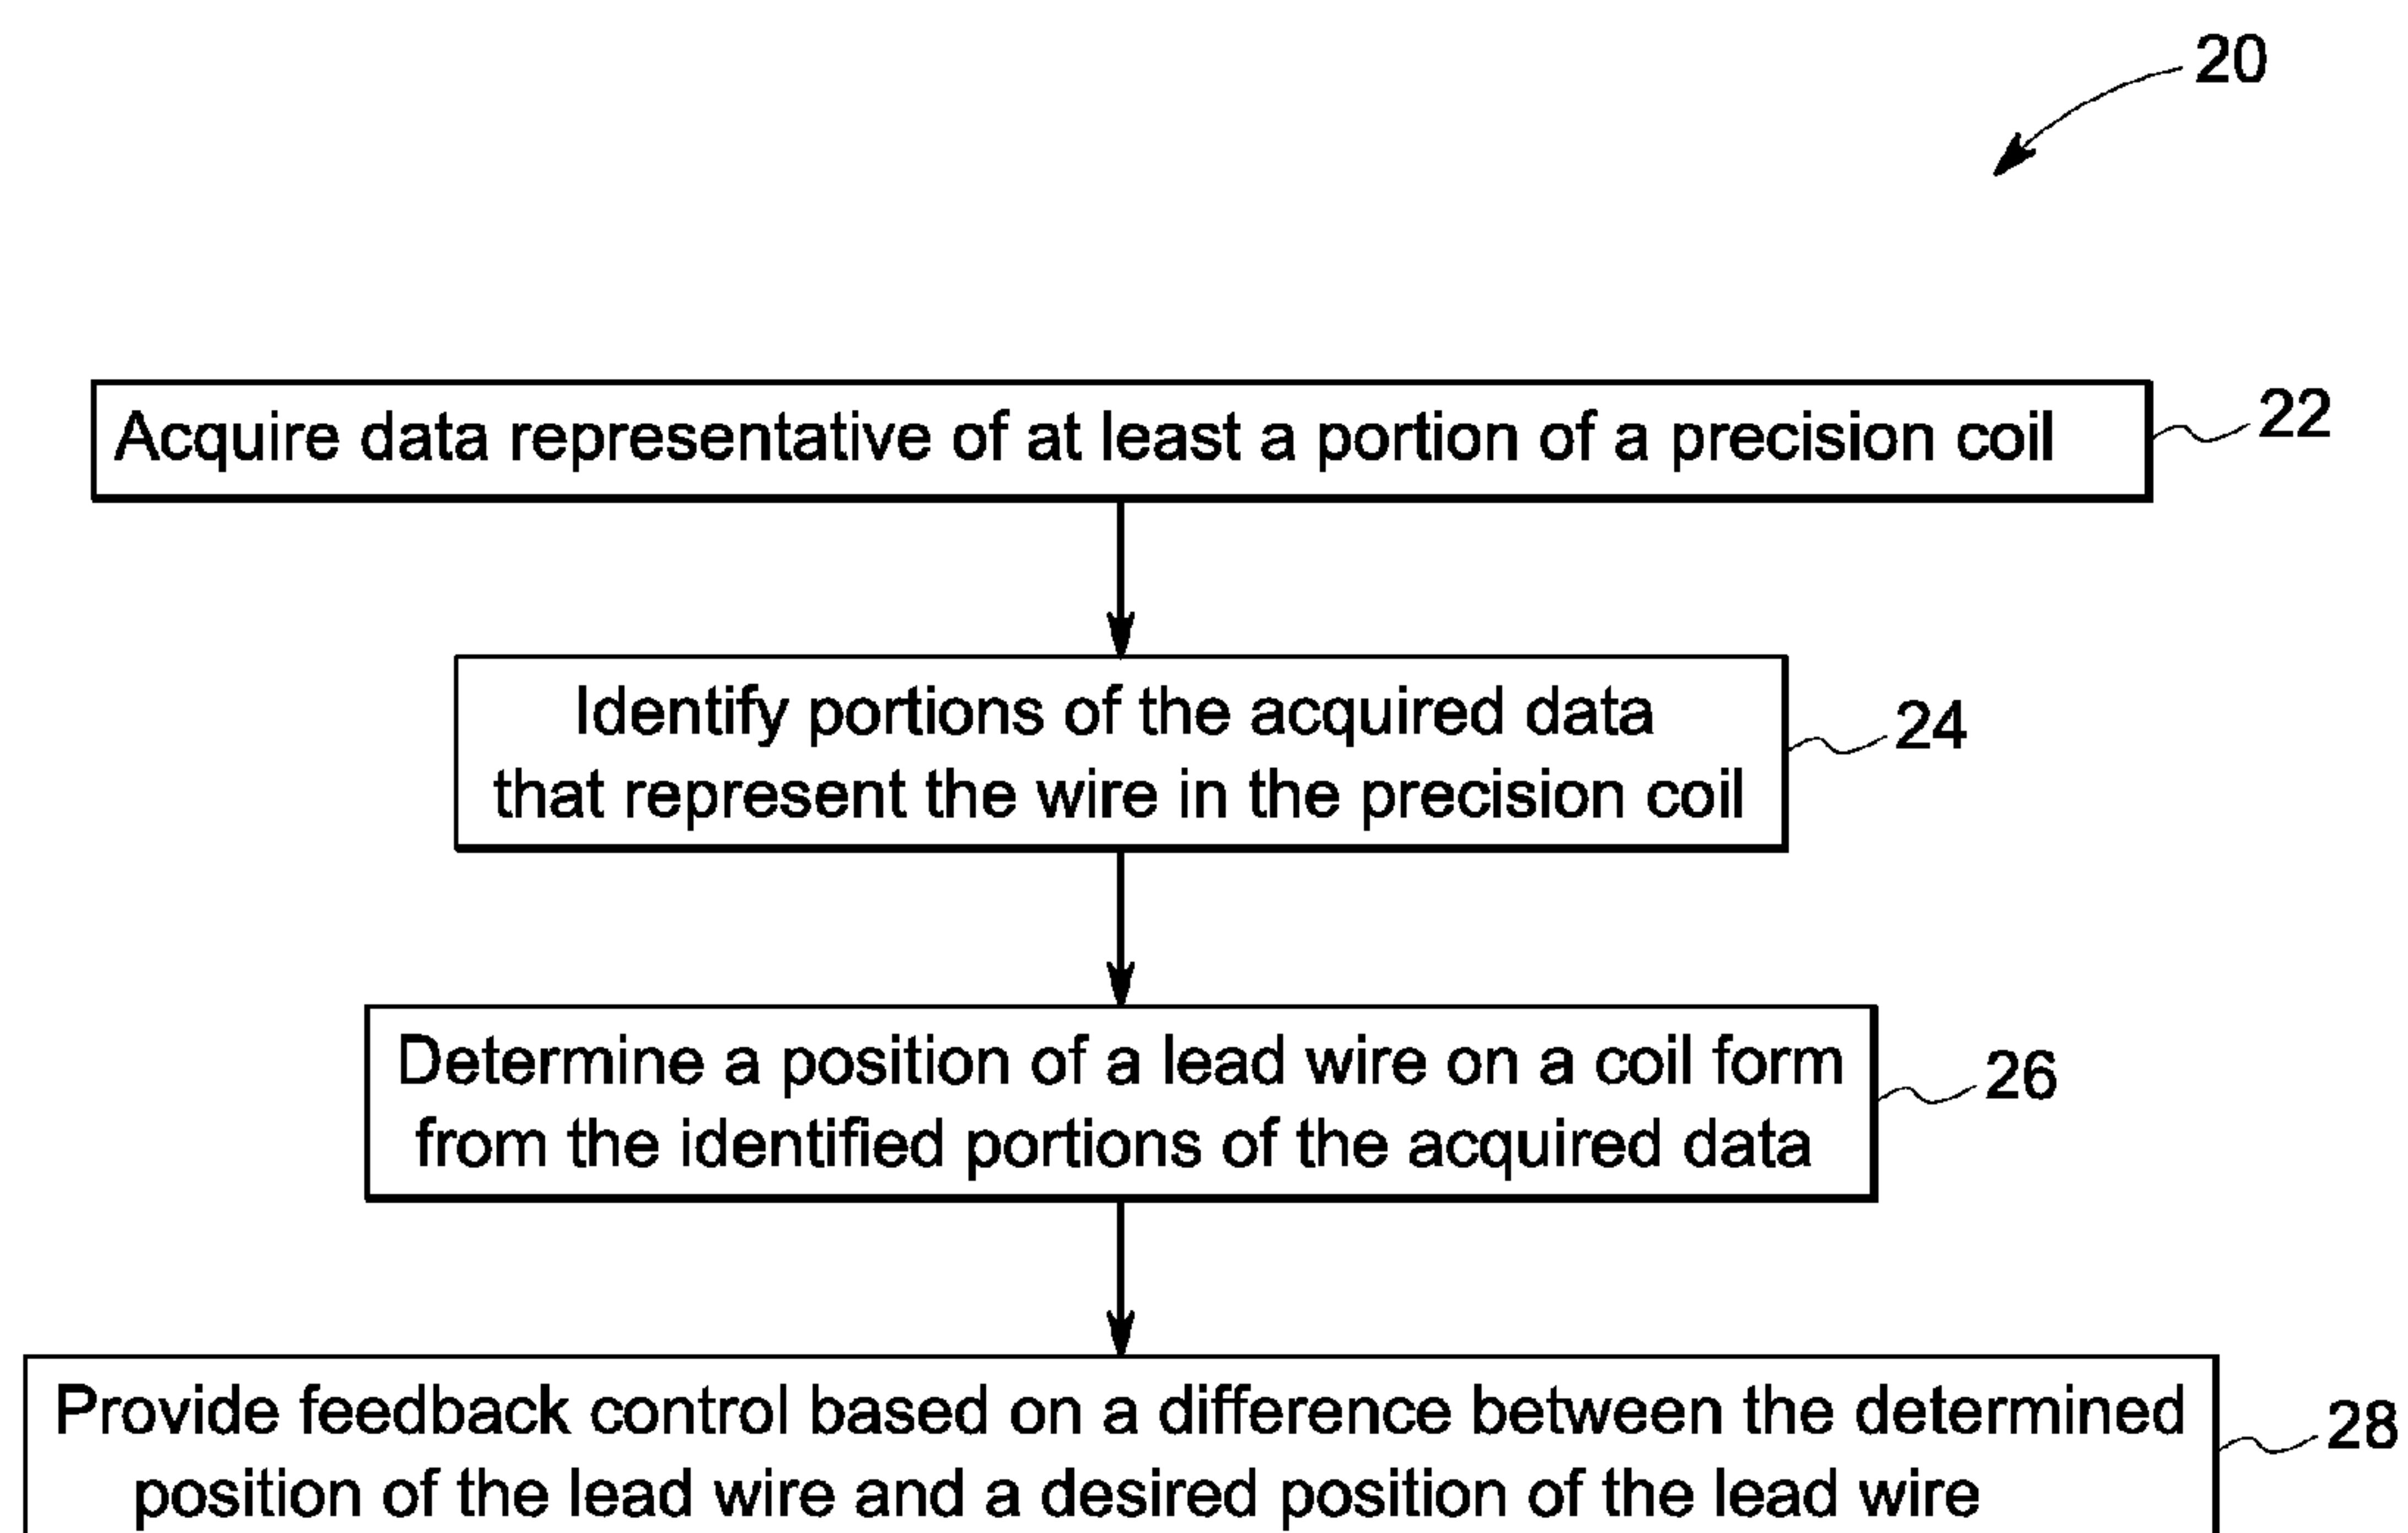 20
Acquire data representative of at least a portion of a precision coil
22
Identify portions of the acquired data
that represent the wire in the precision coil
24
Determine a position of a lead wire on a coil form
from the identified portions of the acquired data
26
Provide feedback control based on a difference between the determined
position of the lead wire and a desired position of the lead wire
28